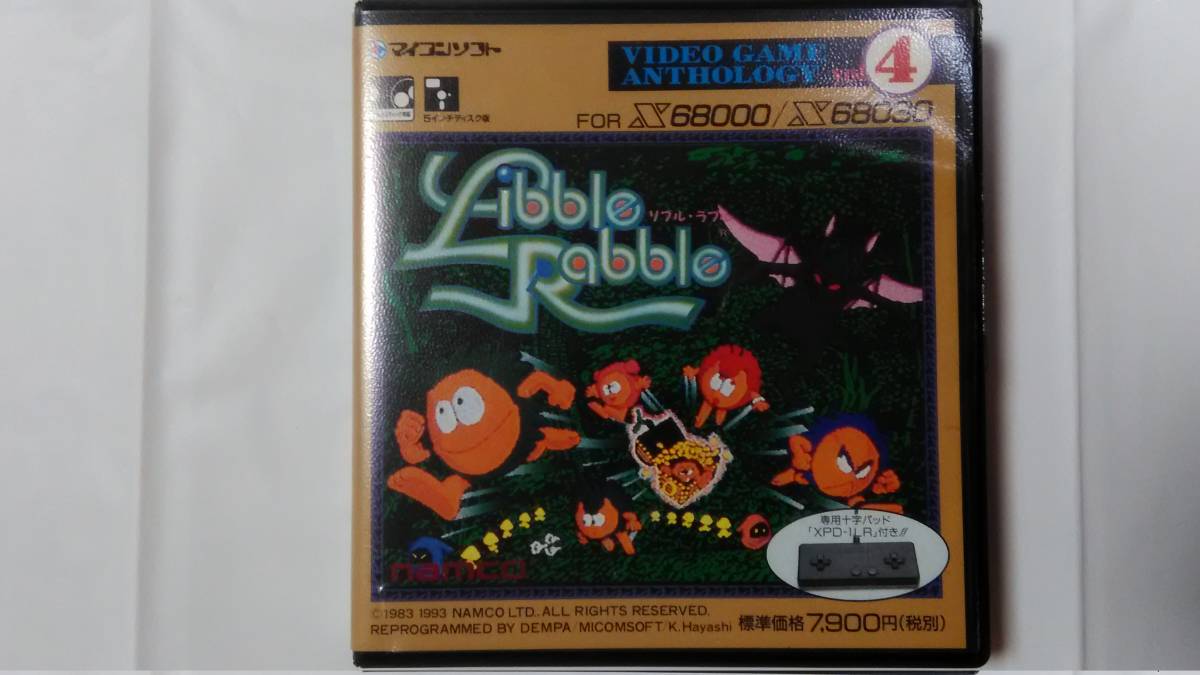 マイコンソフト
VIDEO GAME
ANTHOLOGY
4
5インチディスク版
FOR X68000/X68030
Libble
リブル・ラブル
Rabble
専用十字パッド
「XPD-1LR」付き!!
namco
©1983 1993 NAMCO LTD., ALL RIGHTS RESERVED.
REPROGRAMMED BY DEMPA/MICOMSOFT/K.Hayashi
標準価格7,900円(税別)